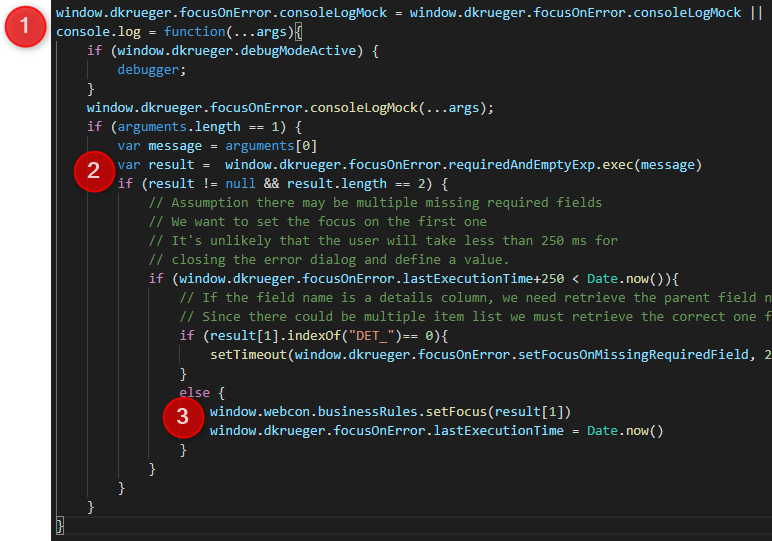 window.dkrueger.focusOnError.consoleLogMock = window.dkrueger.focusOnError.consoleLogMock ||
1
console.log = function(...args){
if (window.dkrueger.debugModeActive) {
debugger;
}
window.dkrueger.focusOnError.consoleLogMock(...args);
if (arguments.length == 1) {
var message = arguments[0]
2
var result =  window.dkrueger.focusOnError.requiredAndEmptyExp.exec(message)
if (result != null && result.length == 2) {
// Assumption there may be multiple missing required fields
// We want to set the focus on the first one
// It's unlikely that the user will take less than 250 ms for
// closing the error dialog and define a value.
if (window.dkrueger.focusOnError.lastExecutionTime+250 < Date.now()){
// If the field name is a details column, we need retrieve the parent field n
// Since there could be multiple item list we must retrieve the correct one f
if (result[1].indexOf("DET_")== 0){
setTimeout(window.dkrueger.focusOnError.setFocusOnMissingRequiredField, 2
}
else {
3
window.webcon.businessRules.setFocus(result[1])
window.dkrueger.focusOnError.lastExecutionTime = Date.now()
}
}
}
}
}